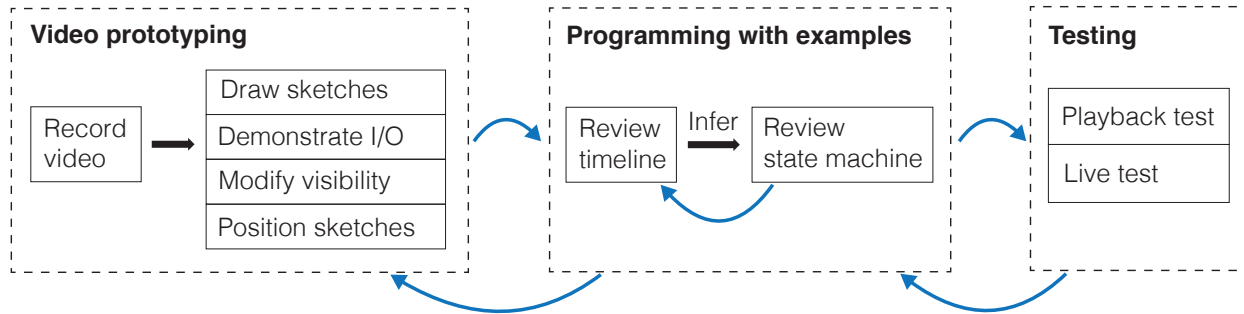 Video prototyping
Record
video
Draw sketches
Demonstrate I/O
Modify visibility
Position sketches
Programming with examples
Review
timeline
Infer
Review
state machine
Testing
Playback test
Live test